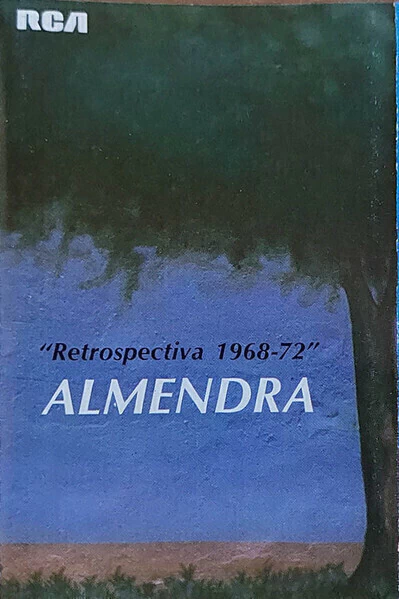 RCA
“Retrospectiva 1968-72”
ALMENDRA